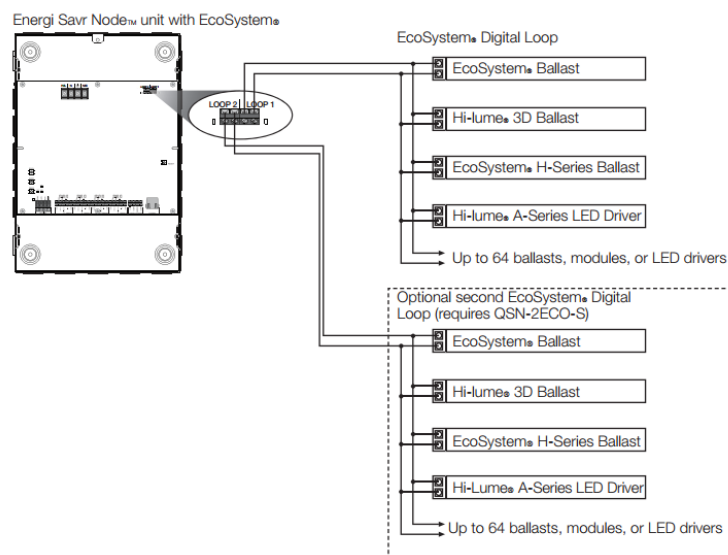 Energi Savr Node™ unit with EcoSystem®
EcoSystem® Digital Loop
EcoSystem® Ballast
LOOP 2 LOOP 1
Hi-lume® 3D Ballast
EcoSystem® H-Series Ballast
Hi-lume® A-Series LED Driver
Up to 64 ballasts, modules, or LED drivers
Optional second EcoSystem® Digital
Loop (requires QSN-2ECO-S)
EcoSystem® Ballast
Hi-lume® 3D Ballast
EcoSystem® H-Series Ballast
Hi-Lume® A-Series LED Driver
Up to 64 ballasts, modules, or LED drivers